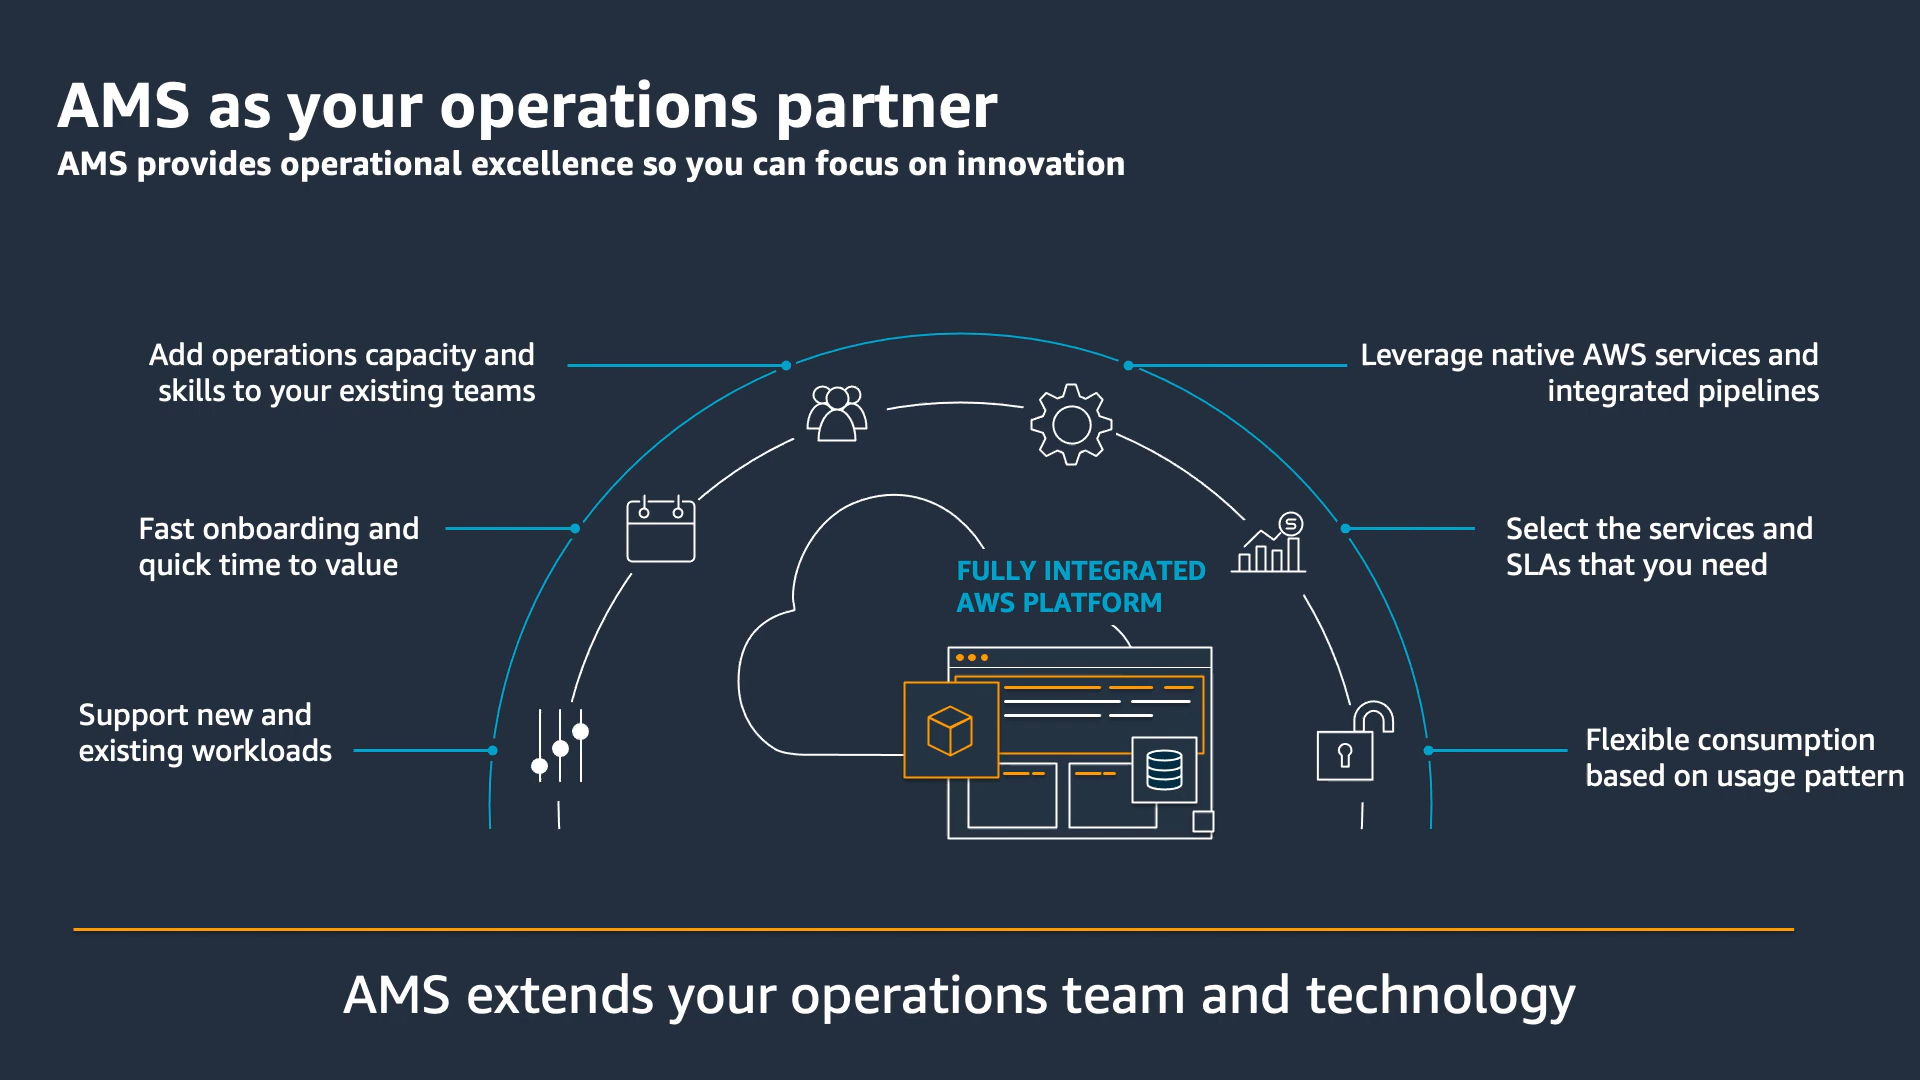 AMS as your operations partner
AMS provides operational excellence so you can focus on innovation
Add operations capacity and
skills to your existing teams
Fast onboarding and
quick time to value
Support new and
existing workloads
FULLY INTEGRATED
AWS PLATFORM
Leverage native AWS services and
integrated pipelines
Select the services and
SLAs that you need
Flexible consumption
based on usage pattern
AMS extends your operations team and technology